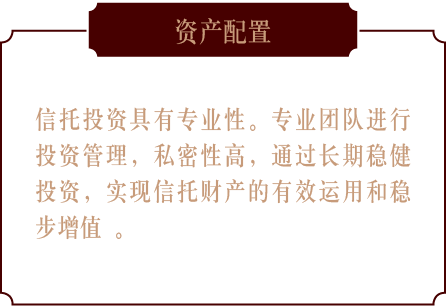 资产配置
信托投资具有专业性。专业团队进行
投资管理，私密性高，通过长期稳健
投资，实现信托财产的有效运用和稳
步增值 。